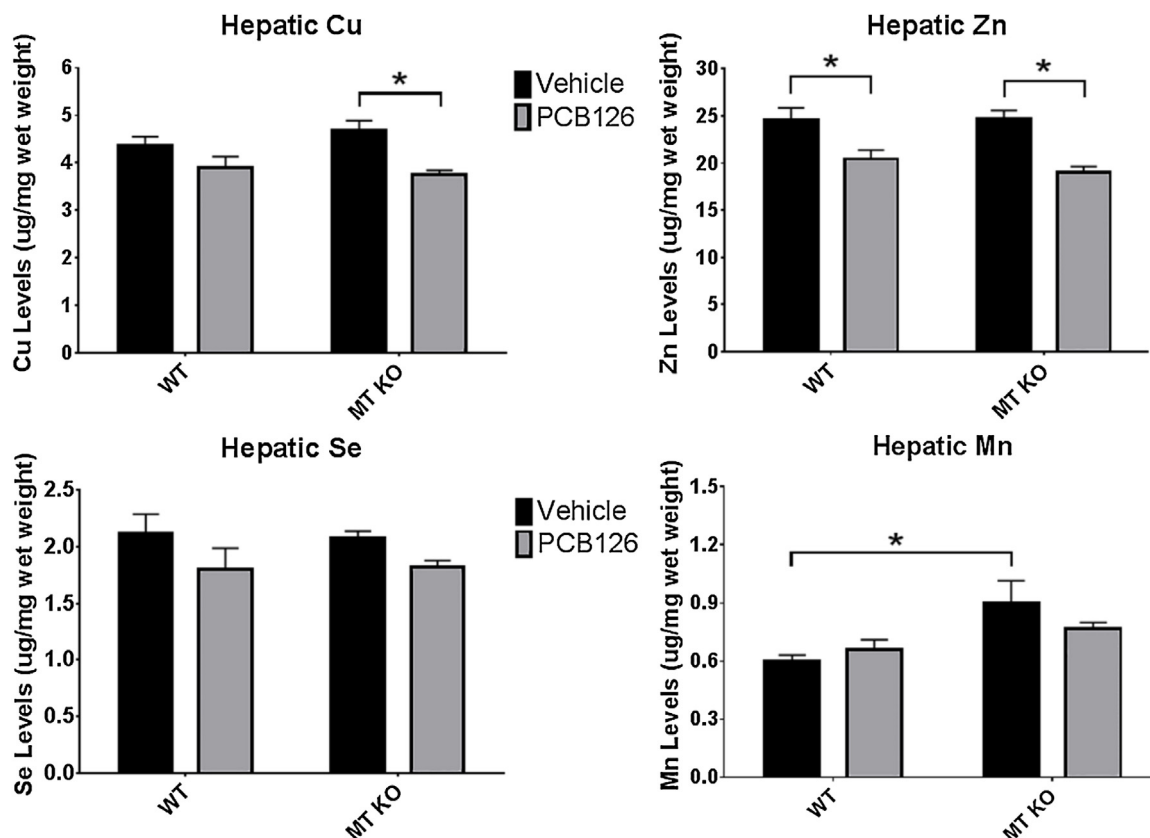 Hepatic Cu
Cu Levels (ug/mg wet weight)
6
5
4
3
2
1
0
*
WT
MT KO
Vehicle
PCB126
Hepatic Zn
Zn Levels (ug/mg wet weight)
30
25
20
15
10
5
0
*
*
WT
MT KO
Hepatic Se
Se Levels (ug/mg wet weight)
2.5
2.0
1.5
1.0
0.5
0.0
WT
MT KO
Vehicle
PCB126
Hepatic Mn
Mn Levels (ug/mg wet weight)
1.5
1.2
0.9
0.6
0.3
0.0
*
WT
MT KO